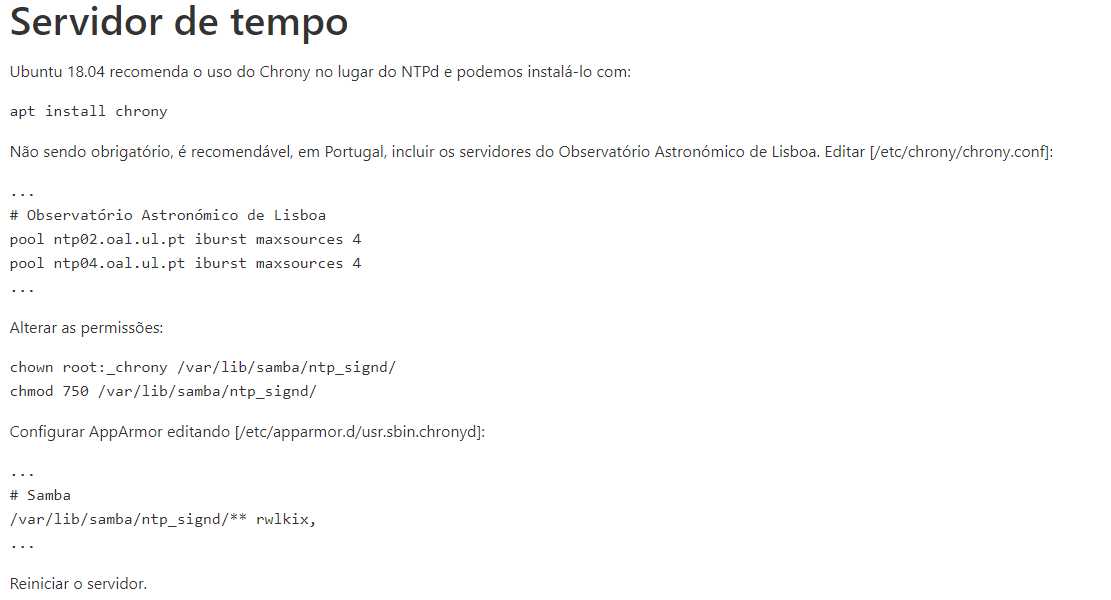 Servidor de tempo
Ubuntu 18.04 recomenda o uso do Chrony no lugar do NTPd e podemos instalá-lo com:
apt install chrony
Não sendo obrigatório, é recomendável, em Portugal, incluir os servidores do Observatório Astronómico de Lisboa. Editar [/etc/chrony/chrony.conf]:
...
# Observatório Astronómico de Lisboa
pool ntp02.oal.ul.pt iburst maxsources 4
pool ntp04.oal.ul.pt iburst maxsources 4
...
Alterar as permissões:
chown root:_chrony /var/lib/samba/ntp_signd/
chmod 750 /var/lib/samba/ntp_signd/
Configurar AppArmor editando [/etc/apparmor.d/usr.sbin.chronyd]:
...
# Samba
/var/lib/samba/ntp_signd/** rwlkix,
...
Reiniciar o servidor.